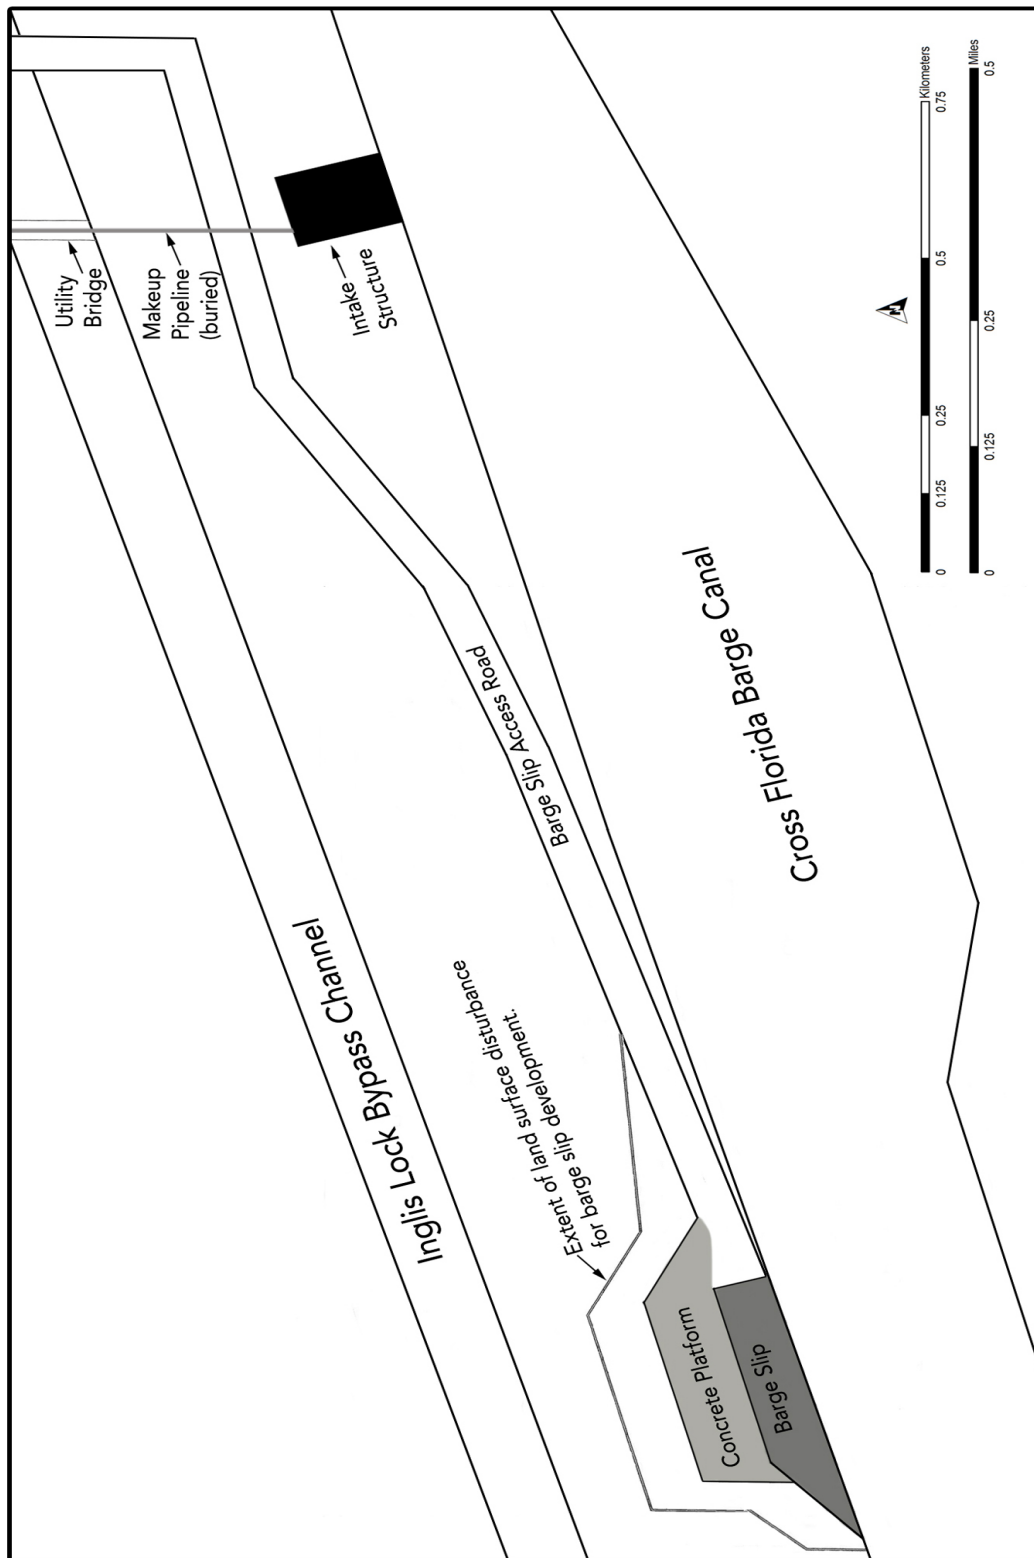 Utility
Bridge
Makeup
Pipeline
(buried)
Intake
Structure
Inglis Lock Bypass Channel
Barge Slip Access Road
Cross Florida Barge Canal
Extent of land surface disturbance
for barge slip development.
Concrete Platform
Barge Slip
N
0 0.125 0.25 0.5 0.75
Kilometers
0 0.125 0.25 0.5
Miles